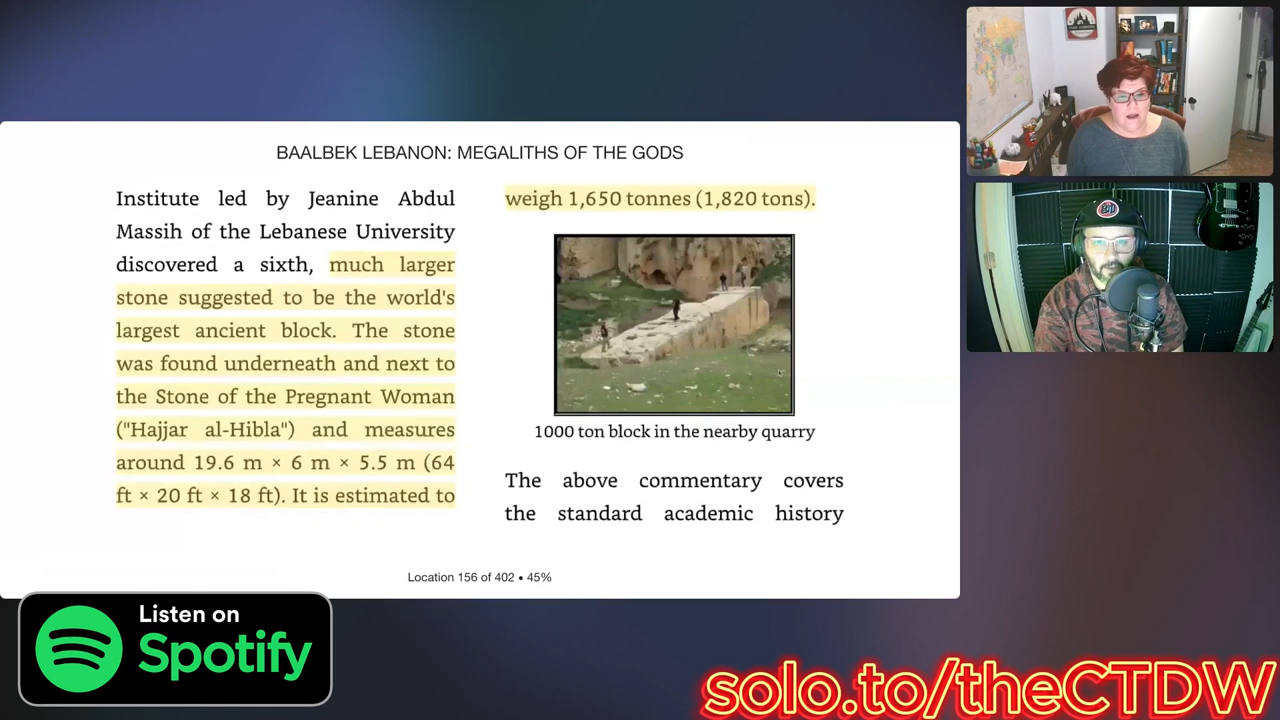 BAALBEK LEBANON: MEGALITHS OF THE GODS
Institute led by Jeanine Abdul
Massih of the Lebanese University
discovered a sixth, much larger
stone suggested to be the world's
largest ancient block. The stone
was found underneath and next to
the Stone of the Pregnant Woman
("Hajjar al-Hibla") and measures
around 19.6 m × 6 m × 5.5 m (64
ft × 20 ft × 18 ft). It is estimated to
weigh 1,650 tonnes (1,820 tons).
1000 ton block in the nearby quarry
The above commentary covers
the standard academic history
Location 156 of 402 • 45%
Listen on
Spotify
solo.to/theCTDW